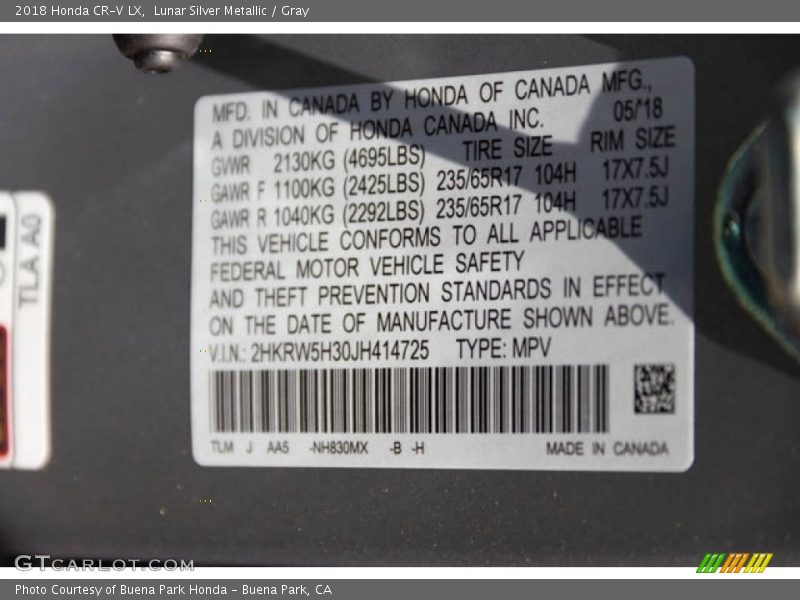 2018 Honda CR-V LX, Lunar Silver Metallic / Gray
MFD. IN CANADA BY HONDA OF CANADA MFG.,
A DIVISION OF HONDA CANADA INC. 05/'18
GVWR 2130KG (4695LBS) TIRE SIZE RIM SIZE
GAWR F 1100KG (2425LBS) 235/65R17 104H 17X7.5J
GAWR R 1040KG (2292LBS) 235/65R17 104H 17X7.5J
THIS VEHICLE CONFORMS TO ALL APPLICABLE
FEDERAL MOTOR VEHICLE SAFETY
AND THEFT PREVENTION STANDARDS IN EFFECT
ON THE DATE OF MANUFACTURE SHOWN ABOVE.
V.I.N.: 2HKRW5H30JH414725 TYPE: MPV
TLM J AA5 -NH830MX -B -H MADE IN CANADA
TLA A0
GTCARLOT.COM
Photo Courtesy of Buena Park Honda - Buena Park, CA